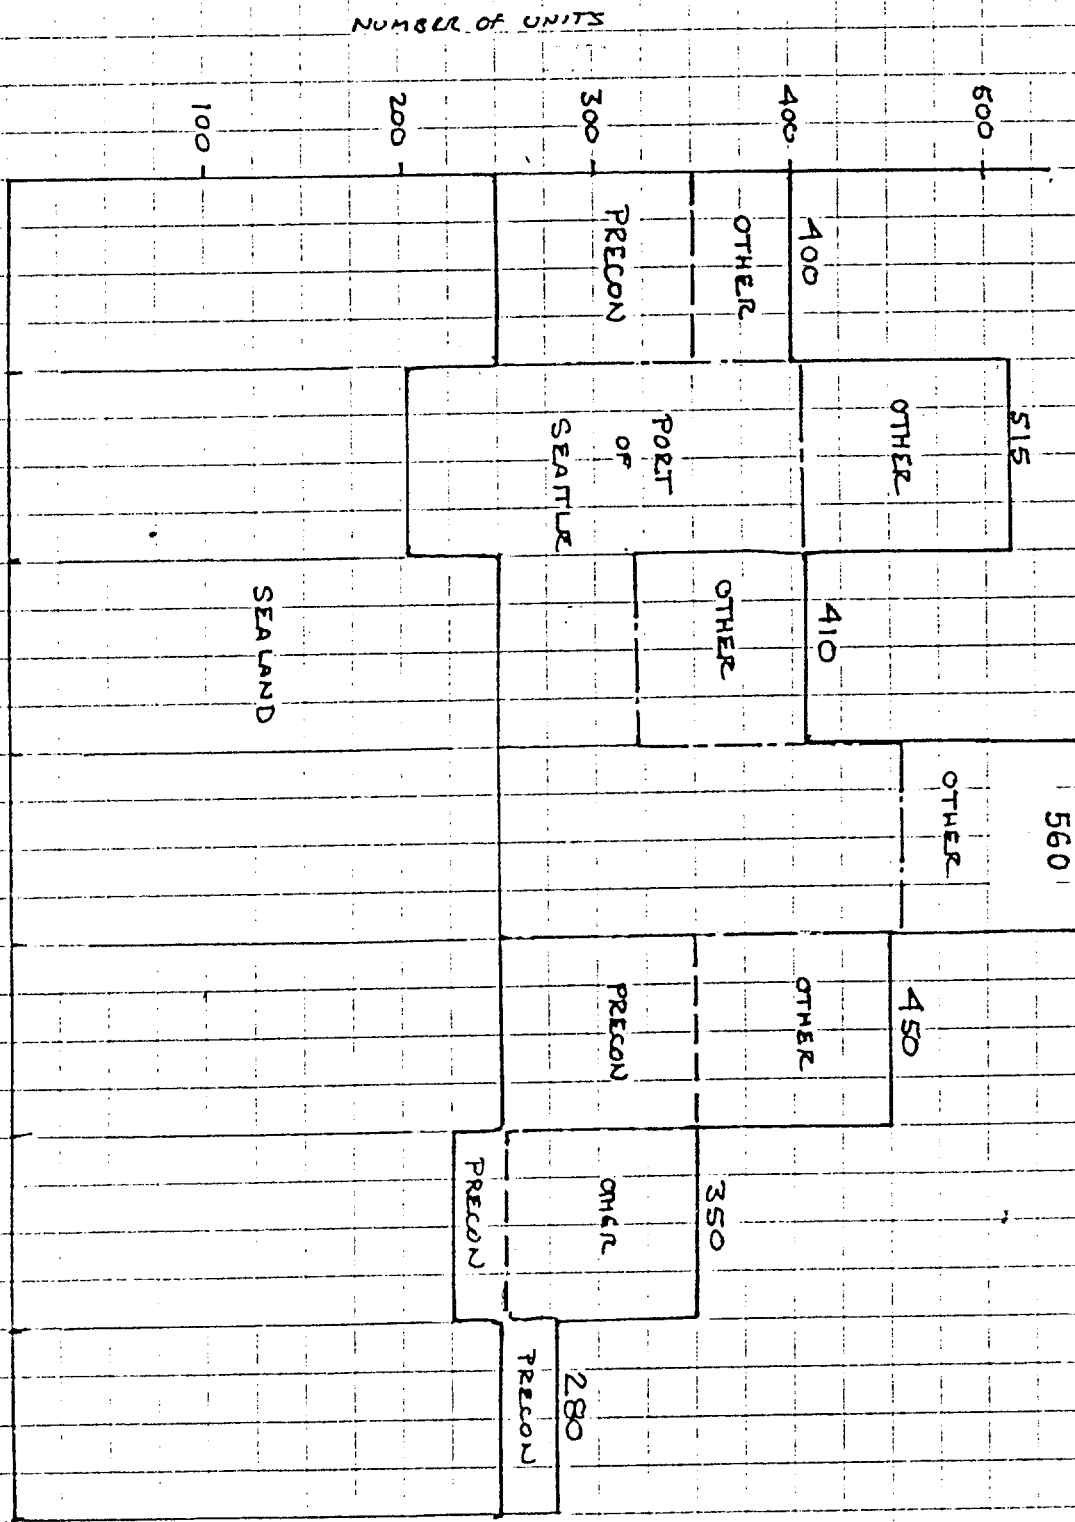 NUMBER OF UNITS
500
400
300
200
100
400
OTHER
PRECON
515
OTHER
PORT
OF
SEATTLE
410
OTHER
SEALAND
560
OTHER
450
OTHER
PRECON
350
OTHER
PRECON
280
PRECON